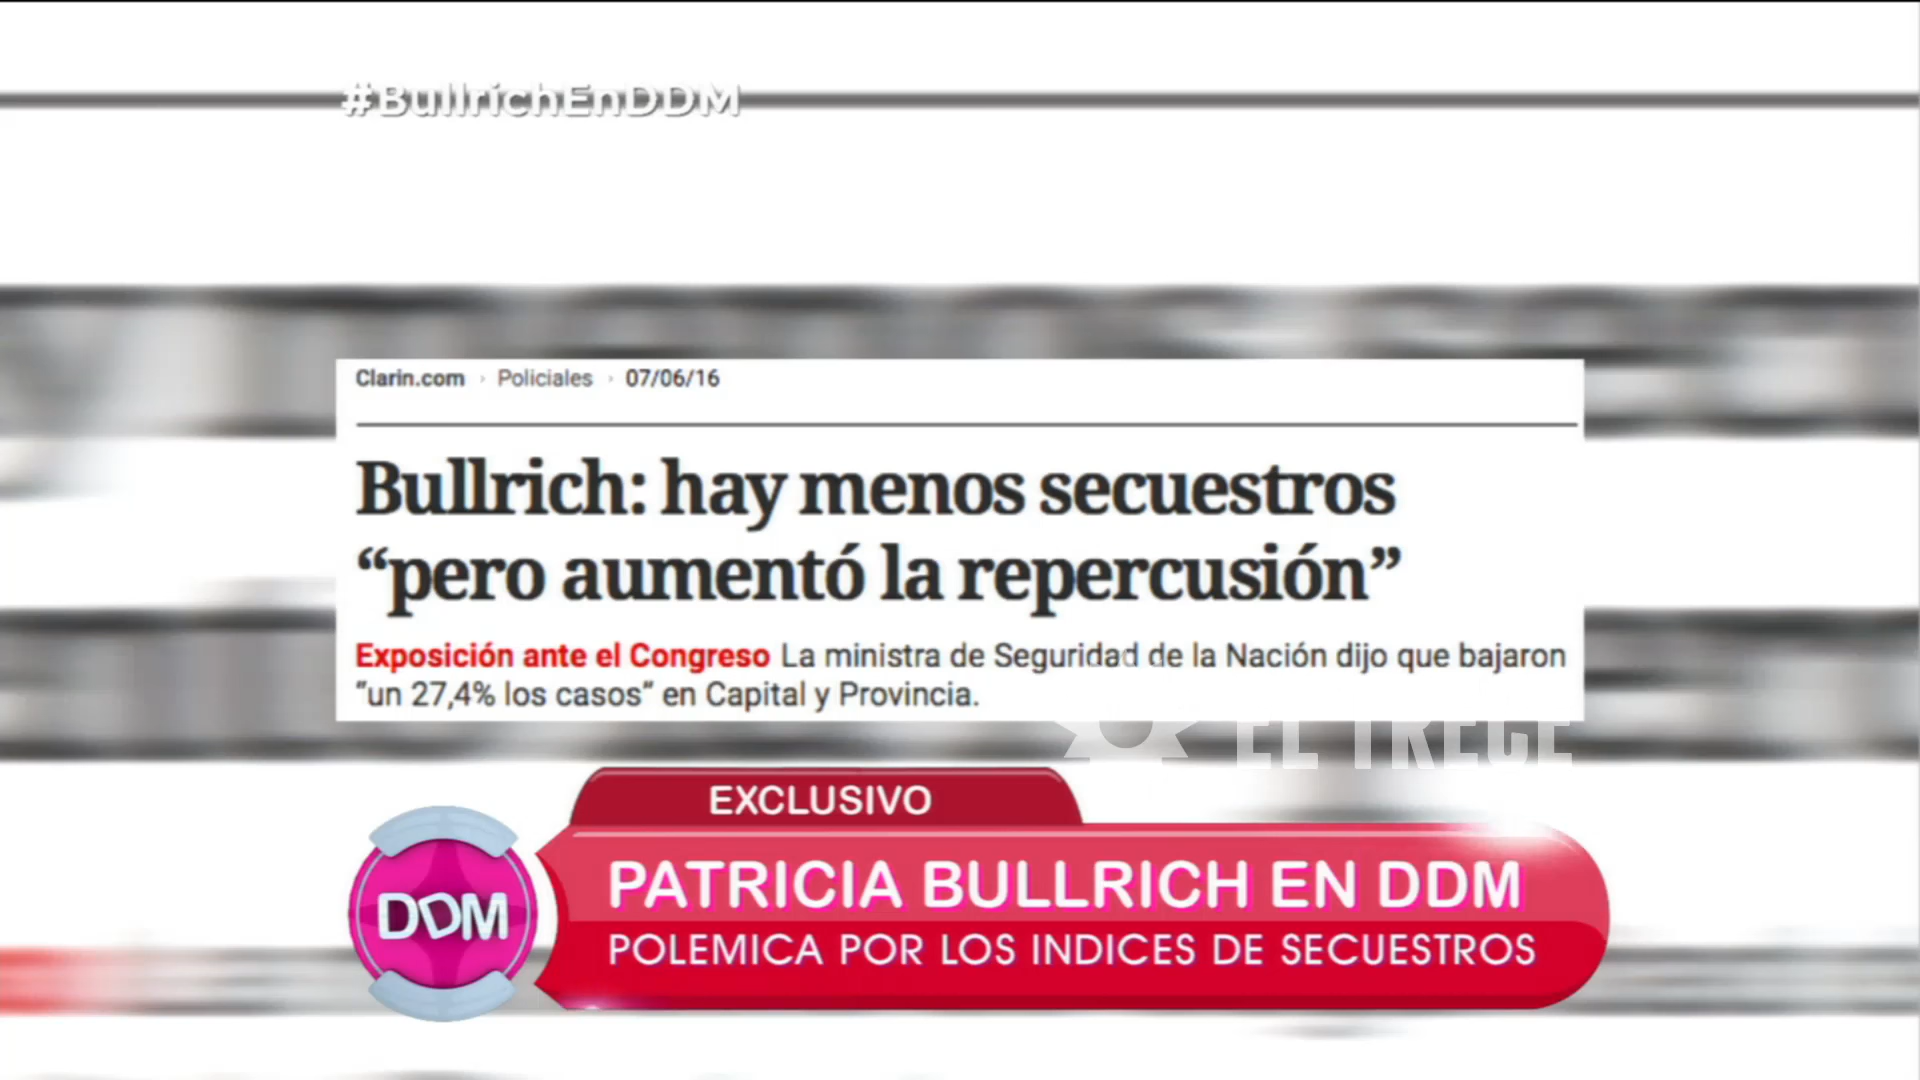 #BullrichEnDDM
Clarin.com › Policiales › 07/06/16
Bullrich: hay menos secuestros
“pero aumentó la repercusión”
Exposición ante el Congreso La ministra de Seguridad de la Nación dijo que bajaron
“un 27,4% los casos“ en Capital y Provincia.
EL TRECE
EXCLUSIVO
DDM
PATRICIA BULLRICH EN DDM
POLEMICA POR LOS INDICES DE SECUESTROS